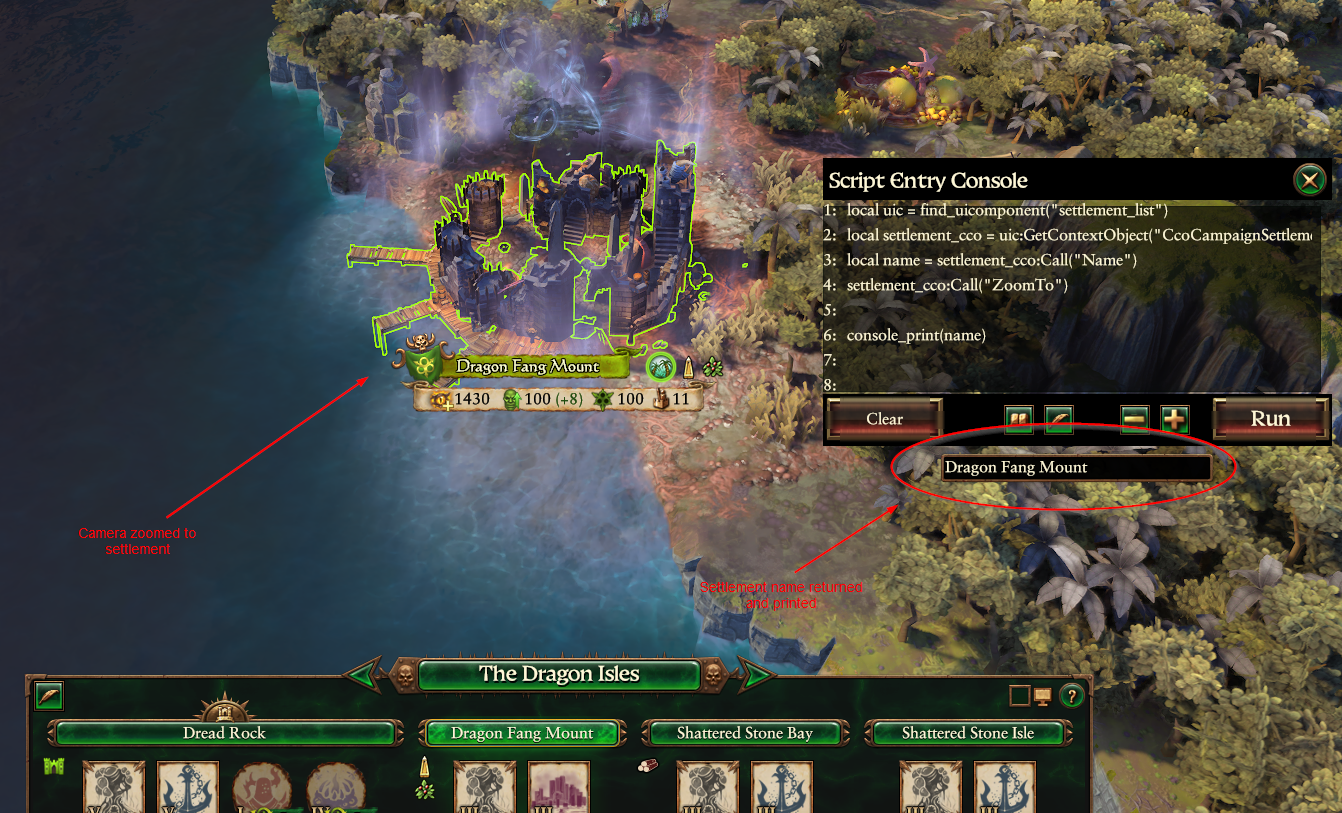 Script Entry Console
1: local uic = find_uicomponent("settlement_list")
2: local settlement_cco = uic:GetContextObject("CcoCampaignSettleme
3: local name = settlement_cco:Call("Name")
4: settlement_cco:Call("ZoomTo")
5:
6: console_print(name)
7:
8:
Clear
Run
Dragon Fang Mount
Dragon Fang Mount
1430 100 (+8) 100 11
Camera zoomed to
settlement
Settlement name returned
and printed
The Dragon Isles
?
Dread Rock
Dragon Fang Mount
Shattered Stone Bay
Shattered Stone Isle